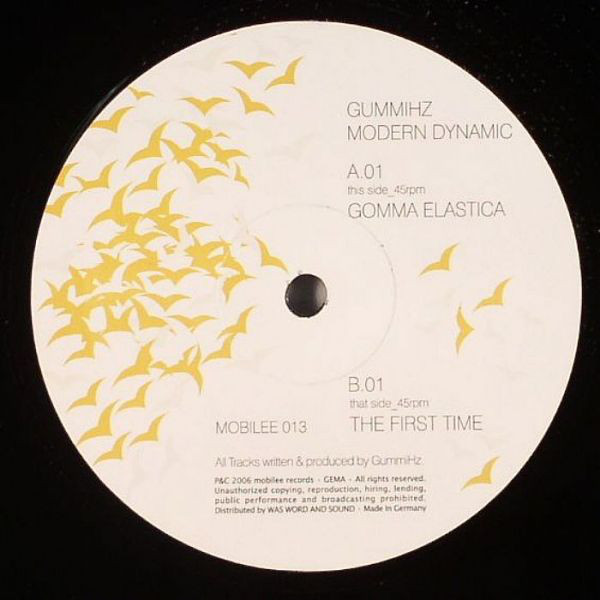 GUMMIHZ
MODERN DYNAMIC
A.01
this side_45rpm
GOMMA ELASTICA
B.01
that side_45rpm
THE FIRST TIME
MOBILEE 013
All Tracks written & produced by GummiHz
P&C 2006 mobilee records - GEMA - All rights reserved.
Unauthorized copying, reproduction, hiring, lending,
public performance and broadcasting prohibited.
Distributed by WAS WORD AND SOUND - Made In Germany